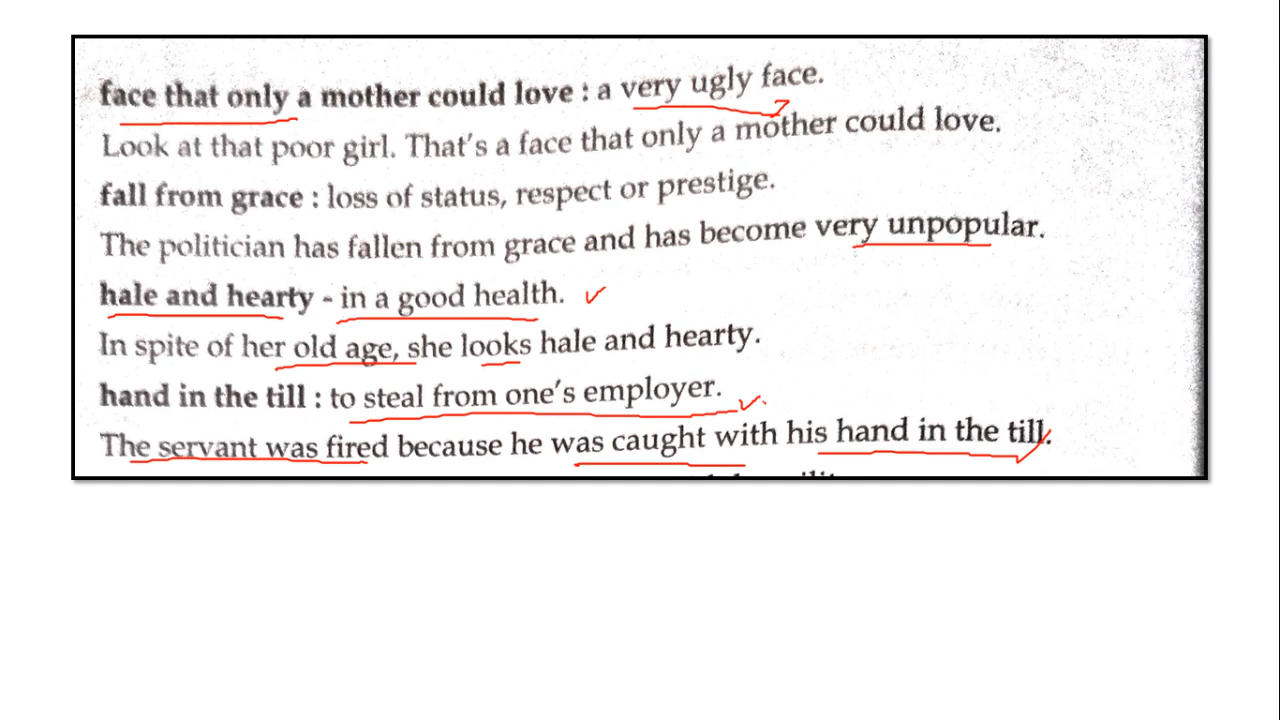 face that only a mother could love : a very ugly face.
Look at that poor girl. That's a face that only a mother could love.
fall from grace : loss of status, respect or prestige.
The politician has fallen from grace and has become very unpopular.
hale and hearty - in a good health.
In spite of her old age, she looks hale and hearty.
hand in the till : to steal from one's employer.
The servant was fired because he was caught with his hand in the till.